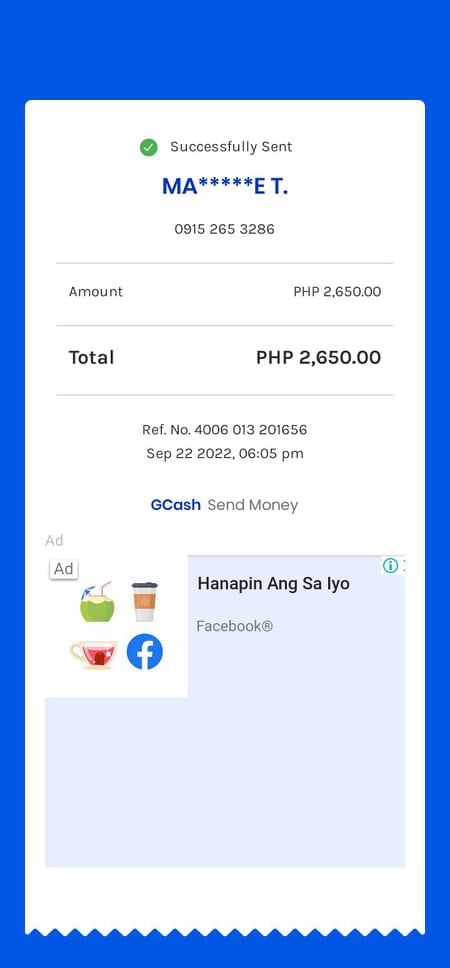 Successfully Sent
MA*****E T.
0915 265 3286
Amount PHP 2,650.00
Total PHP 2,650.00
Ref. No. 4006 013 201656
Sep 22 2022, 06:05 pm
GCash Send Money
Ad
Ad
Hanapin Ang Sa Iyo
Facebook®